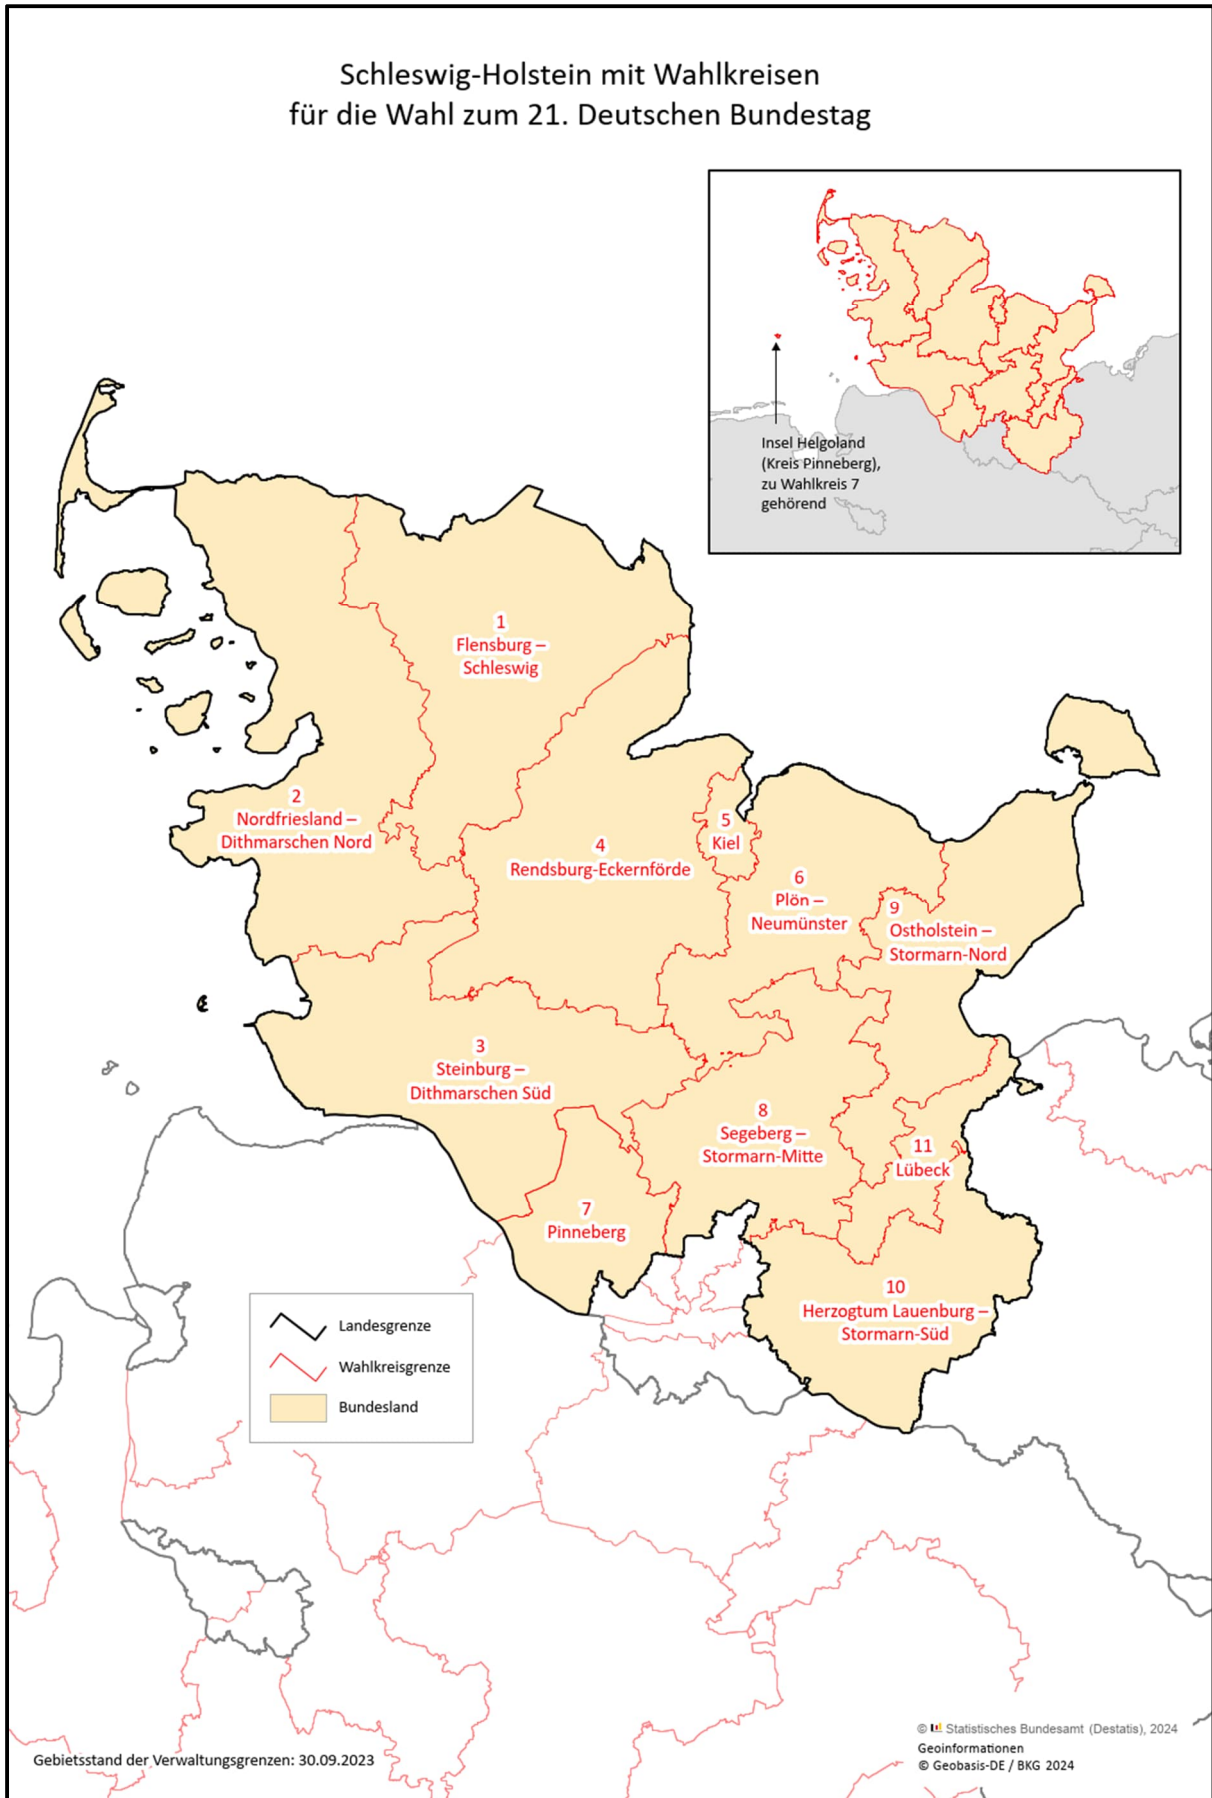 Schleswig-Holstein mit Wahlkreisen
für die Wahl zum 21. Deutschen Bundestag
Insel Helgoland
(Kreis Pinneberg),
zu Wahlkreis 7
gehörend
1
Flensburg –
Schleswig
2
Nordfriesland –
Dithmarschen Nord
4
Rendsburg-Eckernförde
5
Kiel
6
Plön –
Neumünster
9
Ostholstein –
Stormarn-Nord
3
Steinburg –
Dithmarschen Süd
8
Segeberg –
Stormarn-Mitte
11
Lübeck
7
Pinneberg
10
Herzogtum Lauenburg –
Stormarn-Süd
Landesgrenze
Wahlkreisgrenze
Bundesland
Gebietsstand der Verwaltungsgrenzen: 30.09.2023
© Statistisches Bundesamt (Destatis), 2024
Geoinformationen
© Geobasis-DE / BKG 2024